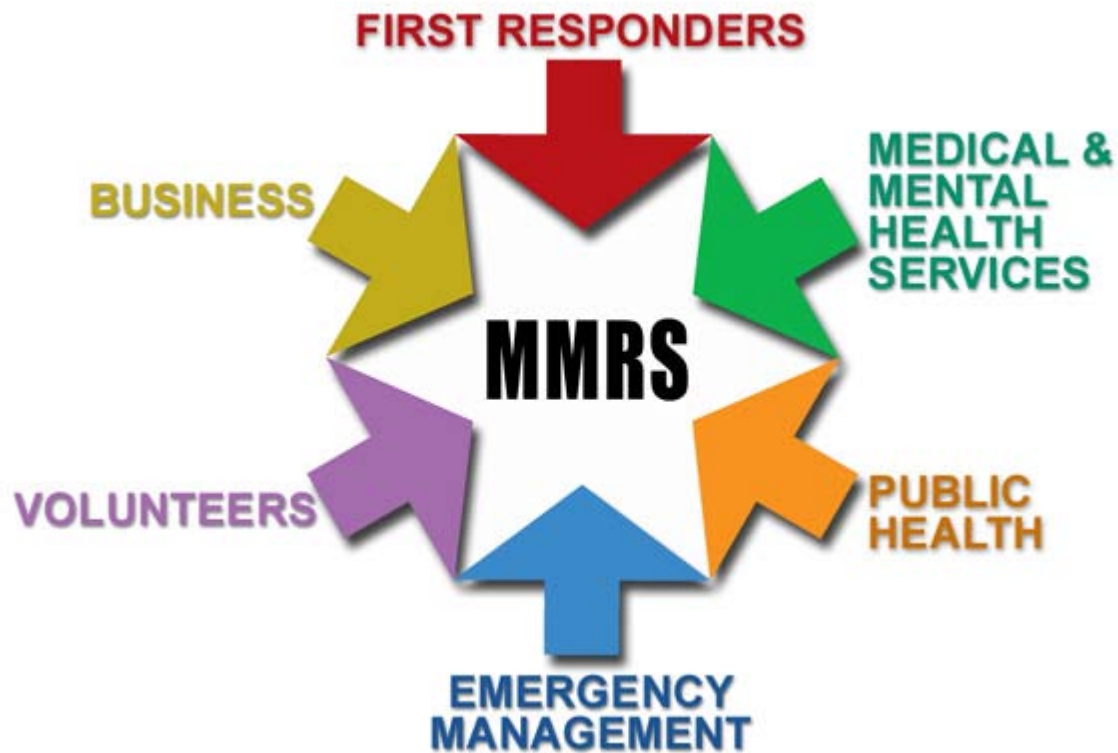 FIRST RESPONDERS
BUSINESS
MEDICAL &
MENTAL
HEALTH
SERVICES
MMRS
VOLUNTEERS
PUBLIC
HEALTH
EMERGENCY
MANAGEMENT